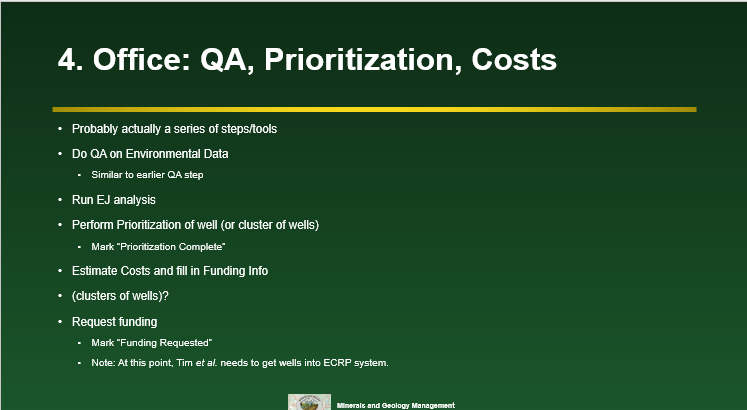 4. Office: QA, Prioritization, Costs
• Probably actually a series of steps/tools
• Do QA on Environmental Data
• Similar to earlier QA step
• Run EJ analysis
• Perform Prioritization of well (or cluster of wells)
• Mark "Prioritization Complete"
• Estimate Costs and fill in Funding Info
• (clusters of wells)?
• Request funding
• Mark "Funding Requested"
• Note: At this point, Tim et al. needs to get wells into ECRP system.
Minerals and Geology Management